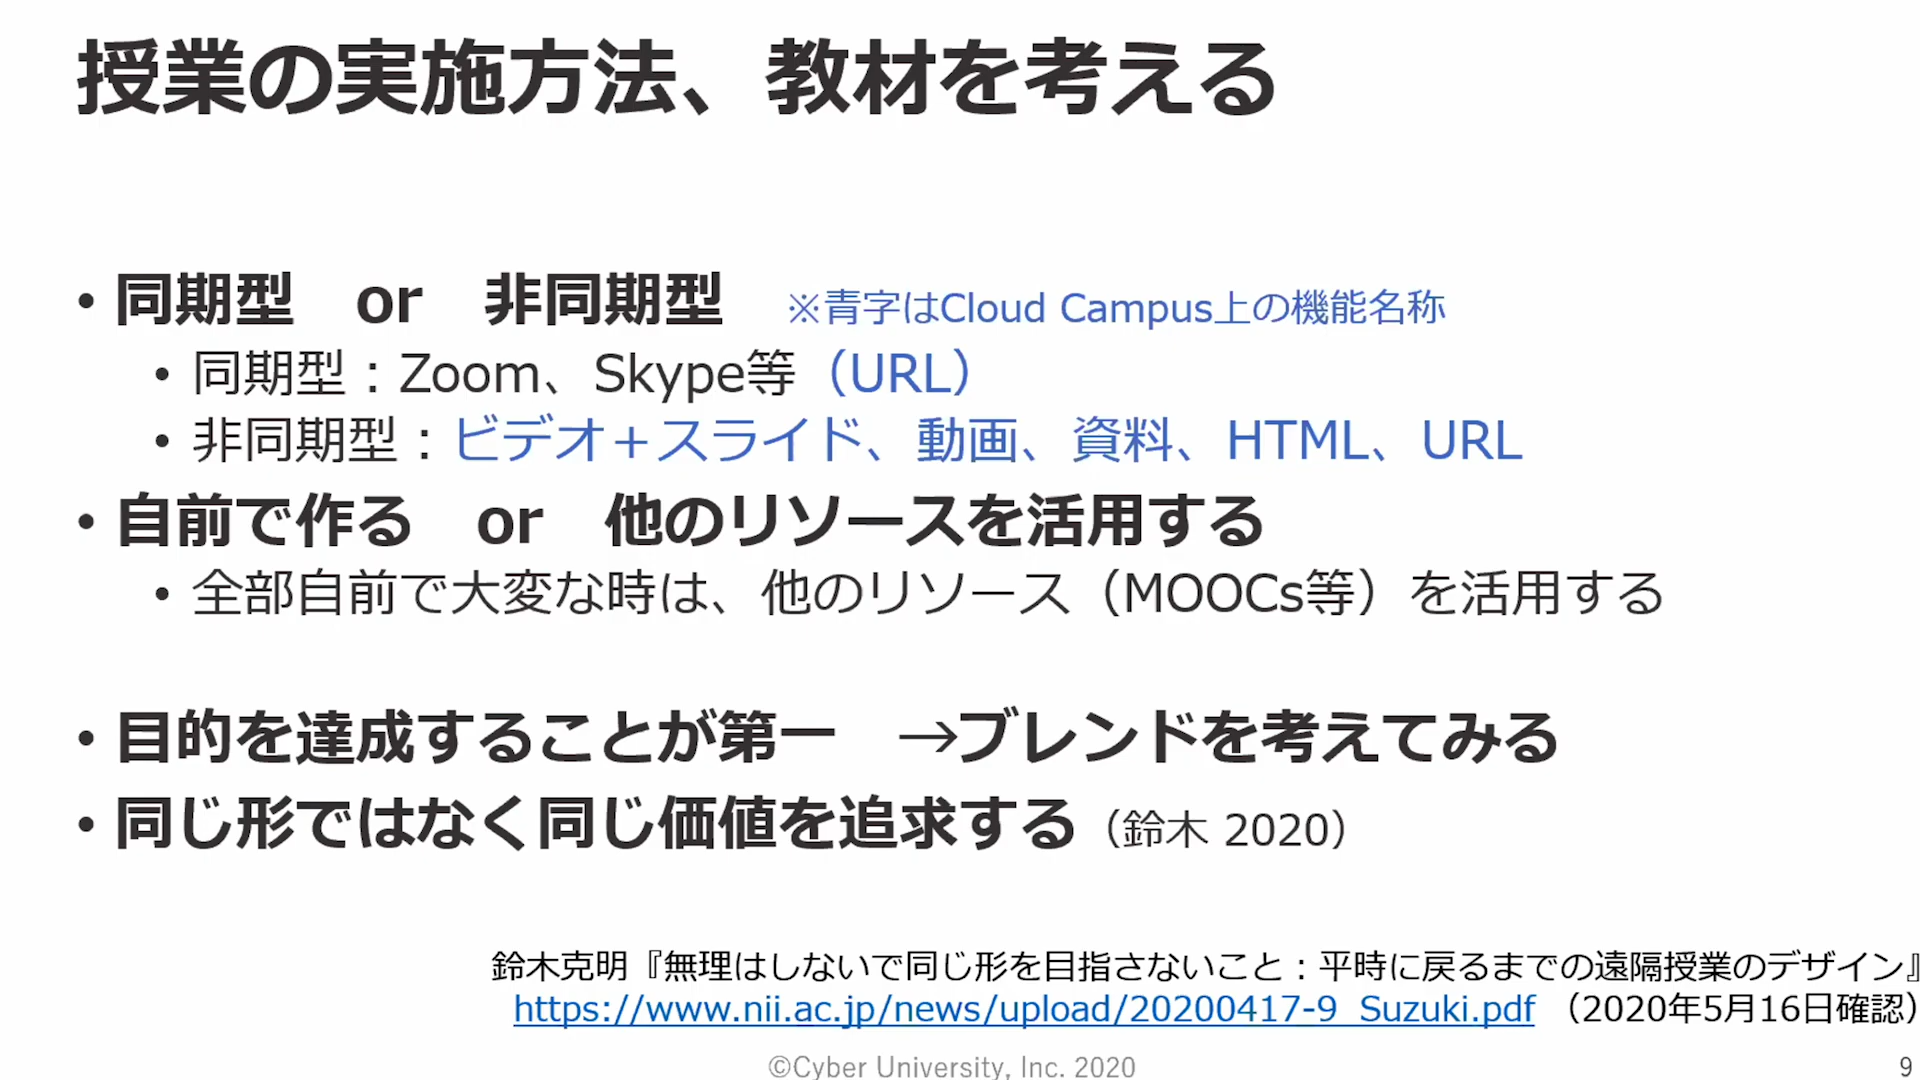 授業の実施方法、教材を考える
• 同期型　or　非同期型　※青字はCloud Campus上の機能名称
• 同期型：Zoom、Skype等（URL）
• 非同期型：ビデオ＋スライド、動画、資料、HTML、URL
• 自前で作る　or　他のリソースを活用する
• 全部自前で大変な時は、他のリソース（MOOCs等）を活用する
• 目的を達成することが第一　→ブレンドを考えてみる
• 同じ形ではなく同じ価値を追求する（鈴木 2020）
鈴木克明『無理はしないで同じ形を目指さないこと：平時に戻るまでの遠隔授業のデザイン』
https://www.nii.ac.jp/news/upload/20200417-9_Suzuki.pdf （2020年5月16日確認）
©Cyber University, Inc. 2020
9